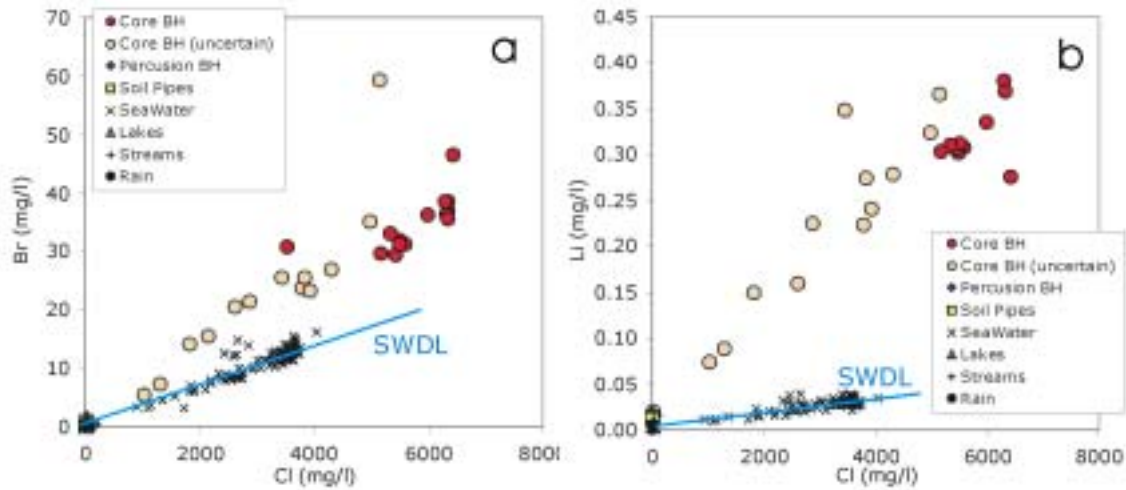 a
70
60
50
40
30
20
10
0
Br (mg/l)
Core BH
Core BH (uncertain)
Percusion BH
Soil Pipes
SeaWater
Lakes
Streams
Rain
SWDL
0 2000 4000 6000 800
Cl (mg/l)
b
0.45
0.40
0.35
0.30
0.25
0.20
0.15
0.10
0.05
0.00
Li (mg/l)
Core BH
Core BH (uncertain)
Percusion BH
Soil Pipes
SeaWater
Lakes
Streams
Rain
SWDL
0 2000 4000 6000 8000
Cl (mg/l)